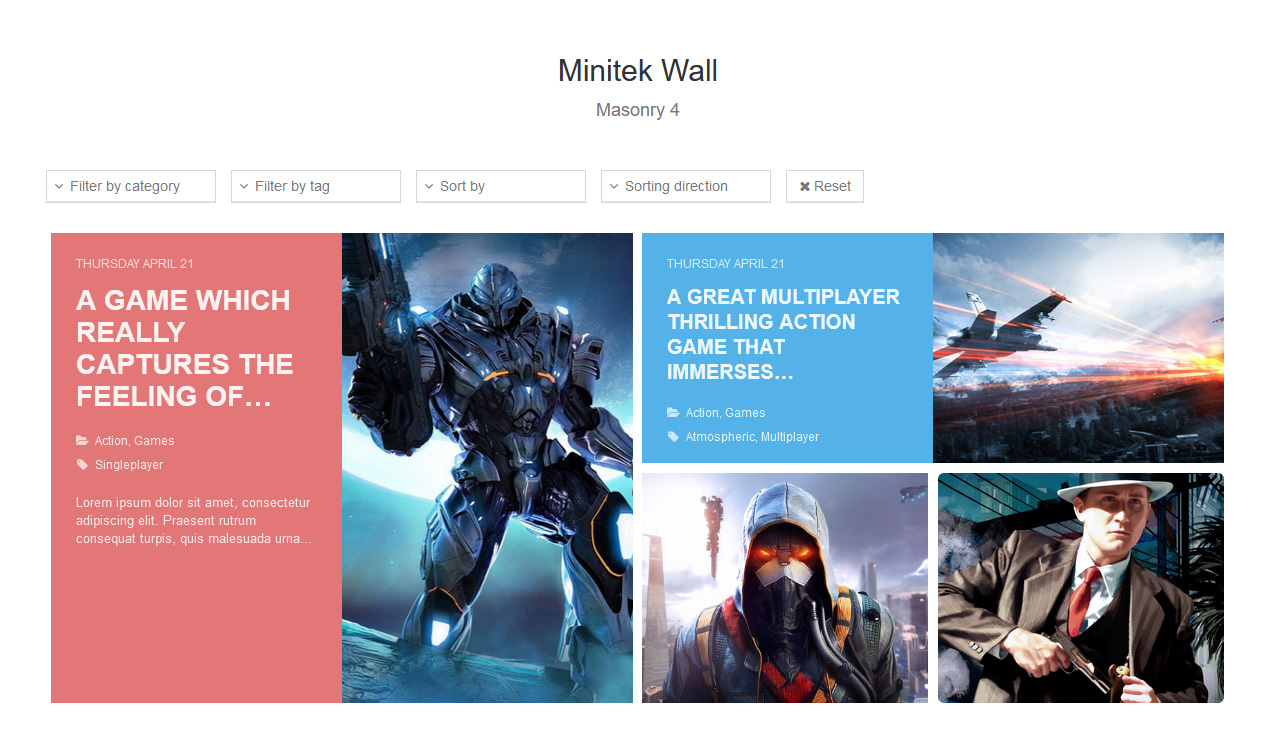 Minitek Wall
Masonry 4
Filter by category
Filter by tag
Sort by
Sorting direction
Reset
THURSDAY APRIL 21
A GAME WHICH
REALLY
CAPTURES THE
FEELING OF…
Action, Games
Singleplayer
Lorem ipsum dolor sit amet, consectetur
adipiscing elit. Praesent rutrum
consequat turpis, quis malesuada urna…
THURSDAY APRIL 21
A GREAT MULTIPLAYER
THRILLING ACTION
GAME THAT
IMMERSES…
Action, Games
Atmospheric, Multiplayer